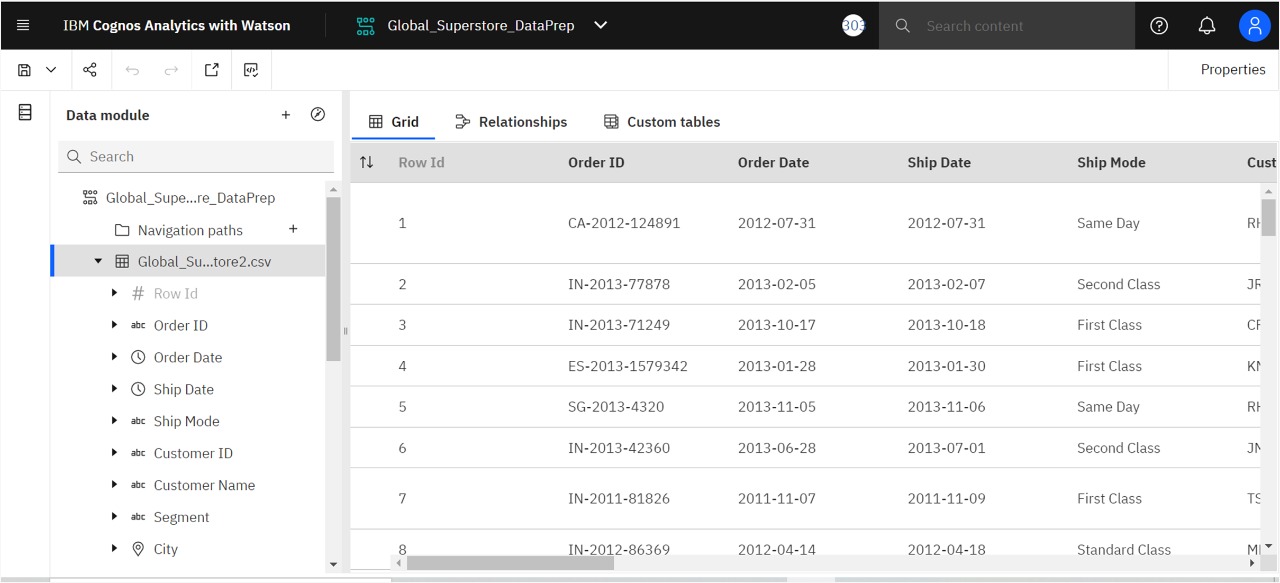 IBM Cognos Analytics with Watson
Global_Superstore_DataPrep
303
Search content
Properties
Data module
Search
Global_Supe...re_DataPrep
Navigation paths
Global_Su...tore2.csv
# Row Id
abc Order ID
Order Date
Ship Date
abc Ship Mode
abc Customer ID
abc Customer Name
abc Segment
City
Grid Relationships Custom tables
Row Id Order ID Order Date Ship Date Ship Mode Cust
1 CA-2012-124891 2012-07-31 2012-07-31 Same Day
2 IN-2013-77878 2013-02-05 2013-02-07 Second Class JR
3 IN-2013-71249 2013-10-17 2013-10-18 First Class
4 ES-2013-1579342 2013-01-28 2013-01-30 First Class
5 SG-2013-4320 2013-11-05 2013-11-06 Same Day
6 IN-2013-42360 2013-06-28 2013-07-01 Second Class
7 IN-2011-81826 2011-11-07 2011-11-09 First Class TS
8 IN-2012-86369 2012-04-14 2012-04-18 Standard Class